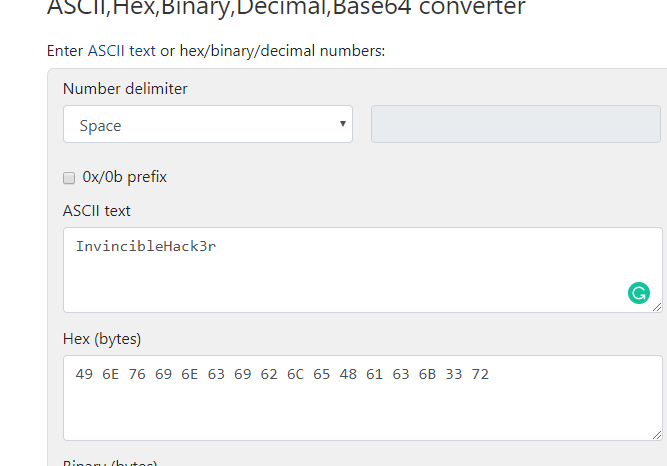 ASCII,Hex,Binary,Decimal,Base64 converter
Enter ASCII text or hex/binary/decimal numbers:
Number delimiter
Space
0x/0b prefix
ASCII text
InvincibleHack3r
Hex (bytes)
49 6E 76 69 6E 63 69 62 6C 65 48 61 63 6B 33 72
Binary (bytes)